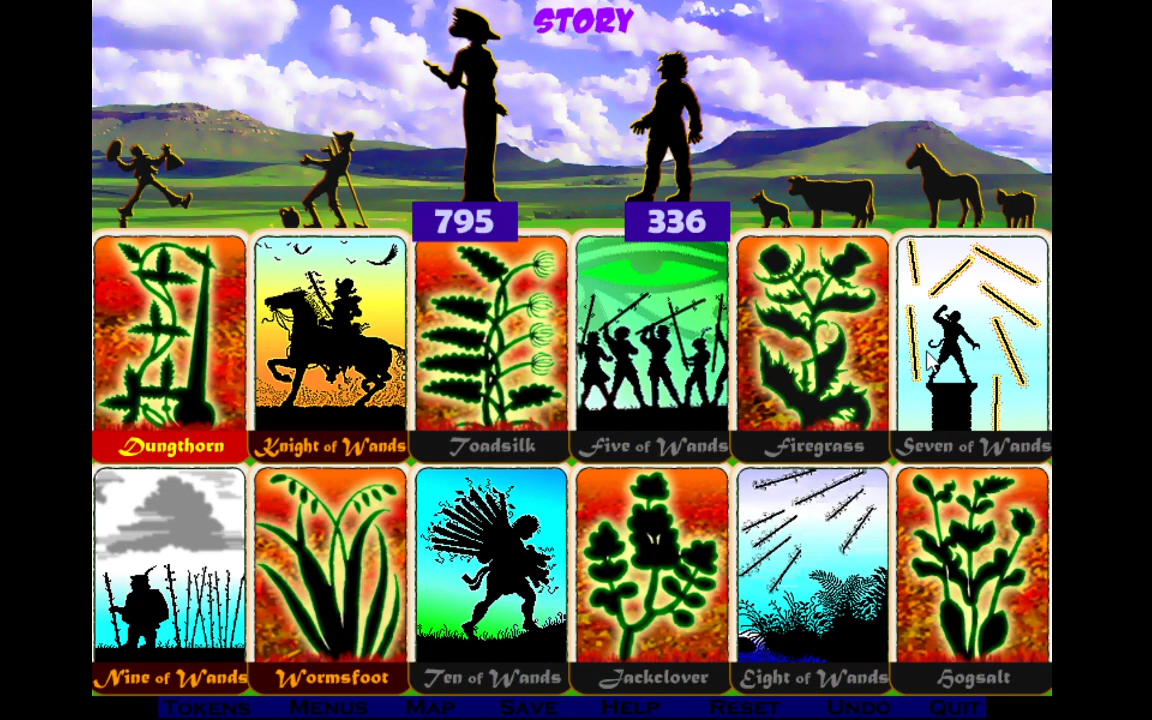 STORY
795 336
Dungthorn Knight of Wands Toadsilk Five of Wands Firegrass Seven of Wands
Nine of Wands Wormsfoot Ten of Wands Jackclover Eight of Wands Hogsalt
TOKENS MENUS MAP SAVE HELP RESET UNDO QUIT